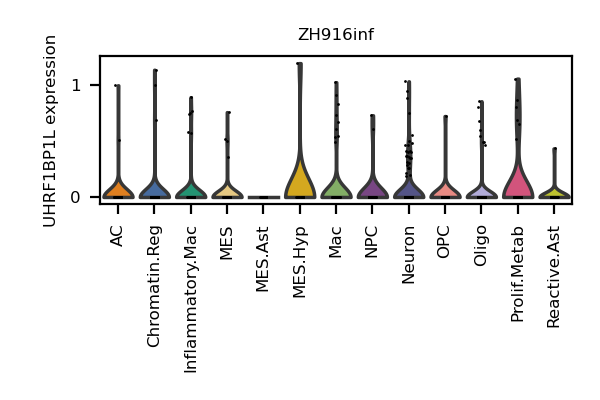 ZH916inf
UHRF1BP1L expression
1
0
AC
Chromatin.Reg
Inflammatory.Mac
MES
MES.Ast
MES.Hyp
Mac
NPC
Neuron
OPC
Oligo
Prolif.Metab
Reactive.Ast